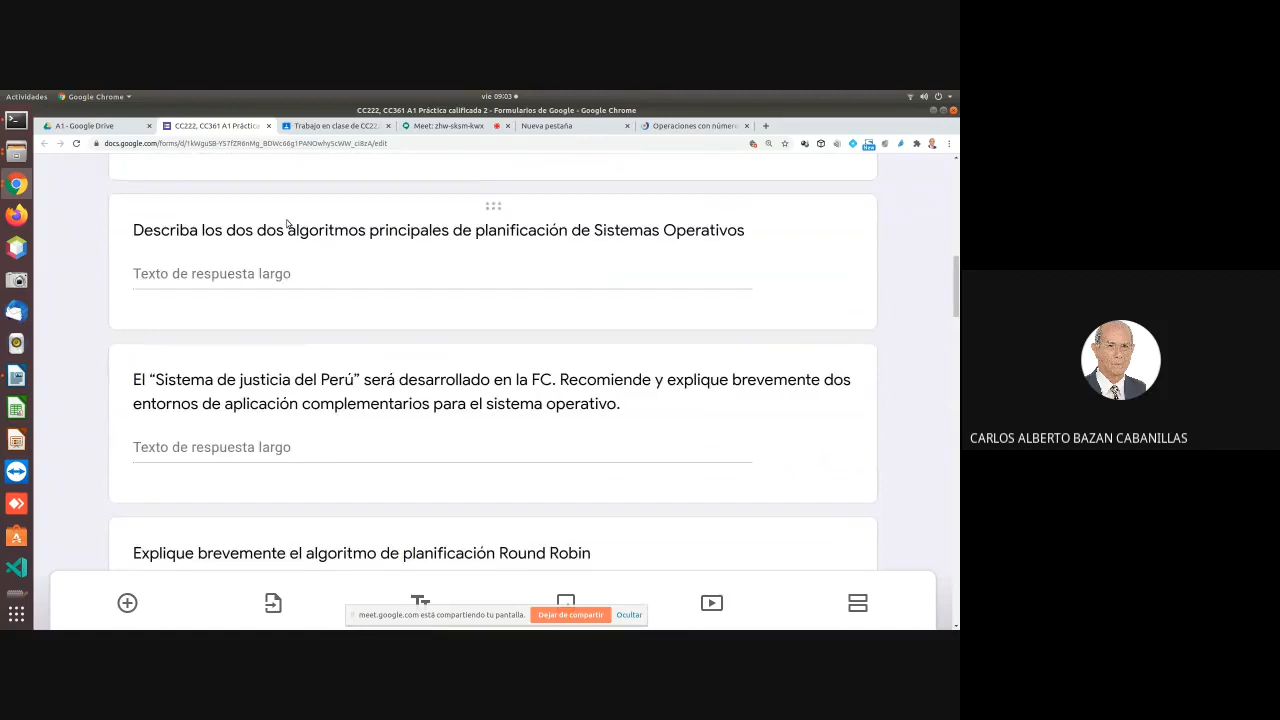 Actividades
Google Chrome
vie 09:03
CC222, CC361 A1 Práctica calificada 2 - Formularios de Google - Google Chrome
A1 - Google Drive
CC222, CC361 A1 Práctica
Trabajo en clase de CC22
Meet: zhw-sksm-kwx
Nueva pestaña
Operaciones con número
Describa los dos dos algoritmos principales de planificación de Sistemas Operativos
Texto de respuesta largo
El “Sistema de justicia del Perú” será desarrollado en la FC. Recomiende y explique brevemente dos
entornos de aplicación complementarios para el sistema operativo.
Texto de respuesta largo
CARLOS ALBERTO BAZAN CABANILLAS
Explique brevemente el algoritmo de planificación Round Robin
Tt
meet.google.com está compartiendo tu pantalla.
Dejar de compartir
Ocultar